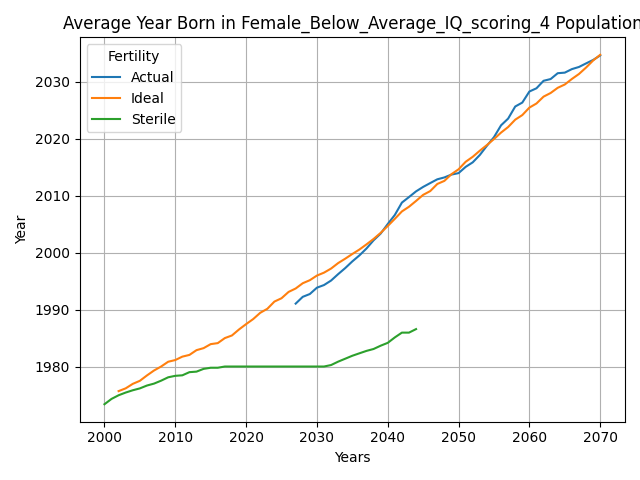 Average Year Born in Female_Below_Average_IQ_scoring_4 Population
Fertility
Actual
Ideal
Sterile
2030
2020
2010
2000
1990
1980
Year
2000 2010 2020 2030 2040 2050 2060 2070
Years